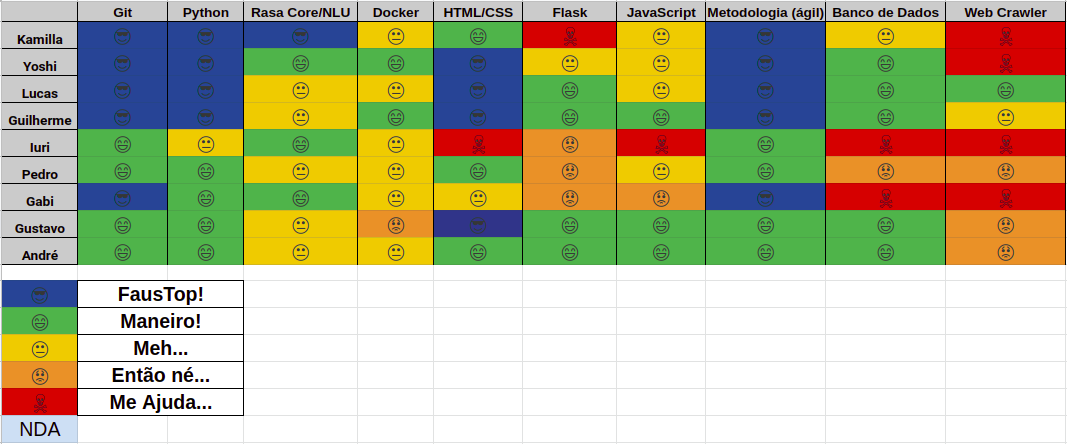 Git Python Rasa Core/NLU Docker HTML/CSS Flask JavaScript Metodologia (ágil) Banco de Dados Web Crawler
Kamilla
Yoshi
Lucas
Guilherme
Iuri
Pedro
Gabi
Gustavo
André
FausTop!
Maneiro!
Meh...
Então né...
Me Ajuda...
NDA